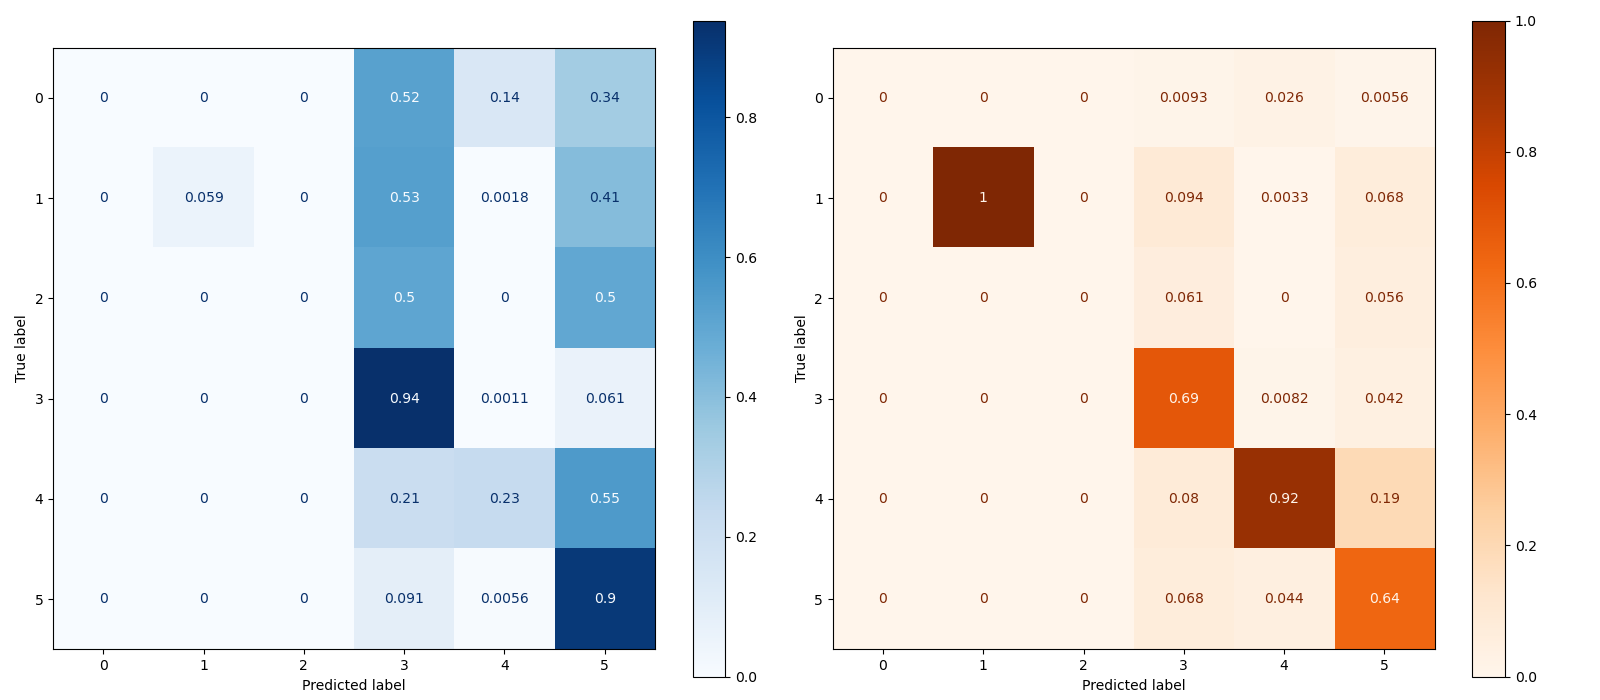 0 0 0 0 0.52 0.14 0.34
1 0 0.059 0 0.53 0.0018 0.41
2 0 0 0 0.5 0 0.5
3 0 0 0 0.94 0.0011 0.061
4 0 0 0 0.21 0.23 0.55
5 0 0 0 0.091 0.0056 0.9
0 1 2 3 4 5
True label
Predicted label
0.8
0.6
0.4
0.2
0.0
0 0 0 0 0.0093 0.026 0.0056
1 0 1 0 0.094 0.0033 0.068
2 0 0 0 0.061 0 0.056
3 0 0 0 0.69 0.0082 0.042
4 0 0 0 0.08 0.92 0.19
5 0 0 0 0.068 0.044 0.64
0 1 2 3 4 5
True label
Predicted label
1.0
0.8
0.6
0.4
0.2
0.0